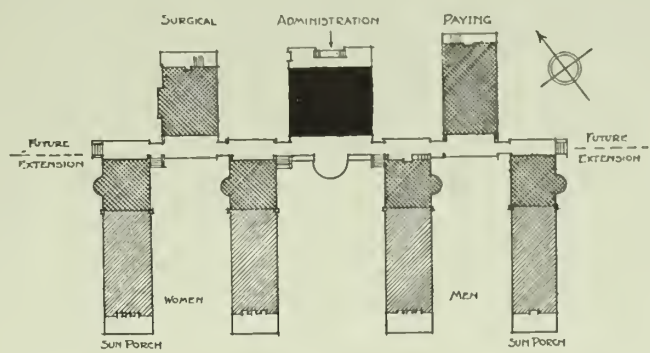 SURGICAL
ADMINISTRATION
PAYING
FUTURE
EXTENSION
FUTURE
EXTENSION
WOMEN
MEN
SUN PORCH
SUN PORCH